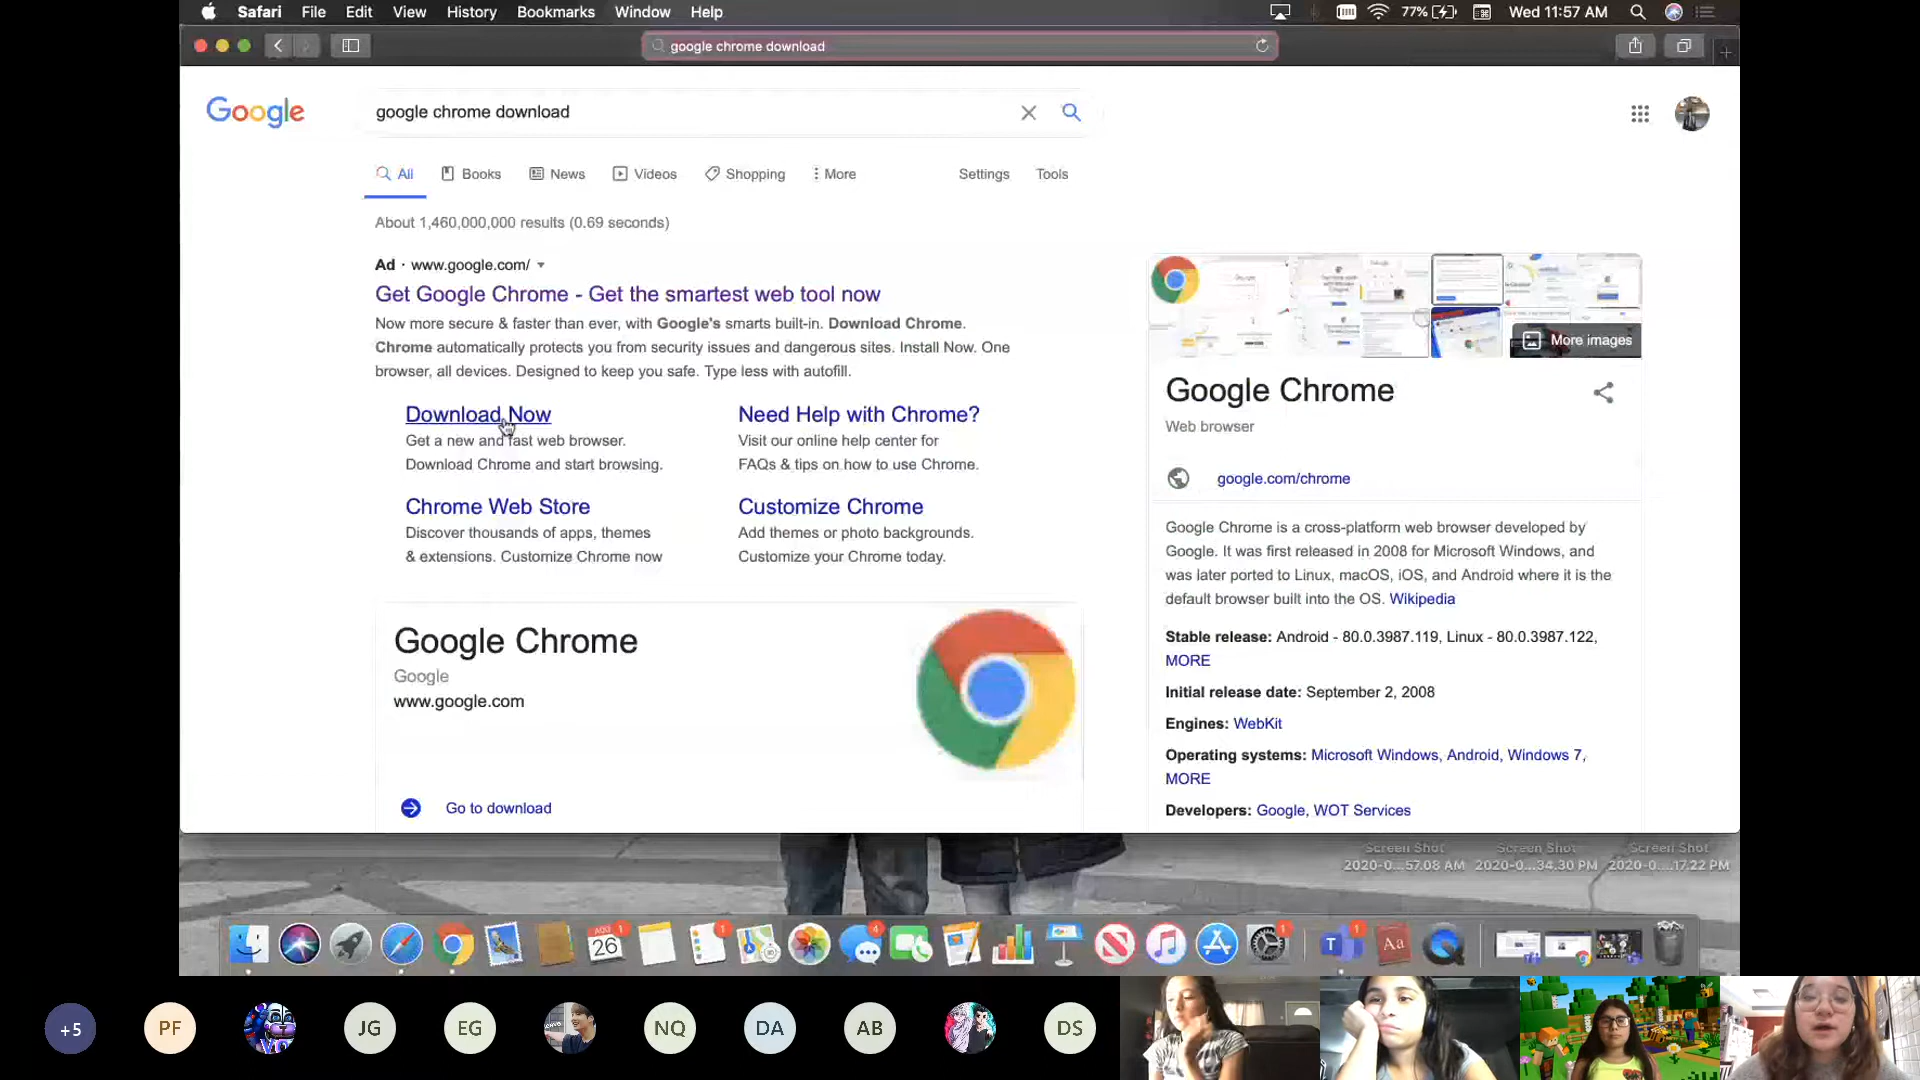 Safari File Edit View History Bookmarks Window Help 77% Wed 11:57 AM
google chrome download
Google google chrome download
All Books News Videos Shopping More Settings Tools
About 1,460,000,000 results (0.69 seconds)
Ad · www.google.com/
Get Google Chrome - Get the smartest web tool now
Now more secure & faster than ever, with Google's smarts built-in. Download Chrome.
Chrome automatically protects you from security issues and dangerous sites. Install Now. One
browser, all devices. Designed to keep you safe. Type less with autofill.
Download Now
Get a new and fast web browser.
Download Chrome and start browsing.
Need Help with Chrome?
Visit our online help center for
FAQs & tips on how to use Chrome.
Chrome Web Store
Discover thousands of apps, themes
& extensions. Customize Chrome now
Customize Chrome
Add themes or photo backgrounds.
Customize your Chrome today.
Google Chrome
Google
www.google.com
Go to download
More images
Google Chrome
Web browser
google.com/chrome
Google Chrome is a cross-platform web browser developed by
Google. It was first released in 2008 for Microsoft Windows, and
was later ported to Linux, macOS, iOS, and Android where it is the
default browser built into the OS. Wikipedia
Stable release: Android - 80.0.3987.119, Linux - 80.0.3987.122,
MORE
Initial release date: September 2, 2008
Engines: WebKit
Operating systems: Microsoft Windows, Android, Windows 7,
MORE
Developers: Google, WOT Services
Screen Shot Screen Shot Screen Shot
2020-0...57.08 AM 2020-0...34.30 PM 2020-0....17.22 PM
AUG 1 26 1 4 1 T 1 Aa
+5 PF JG EG NQ DA AB DS